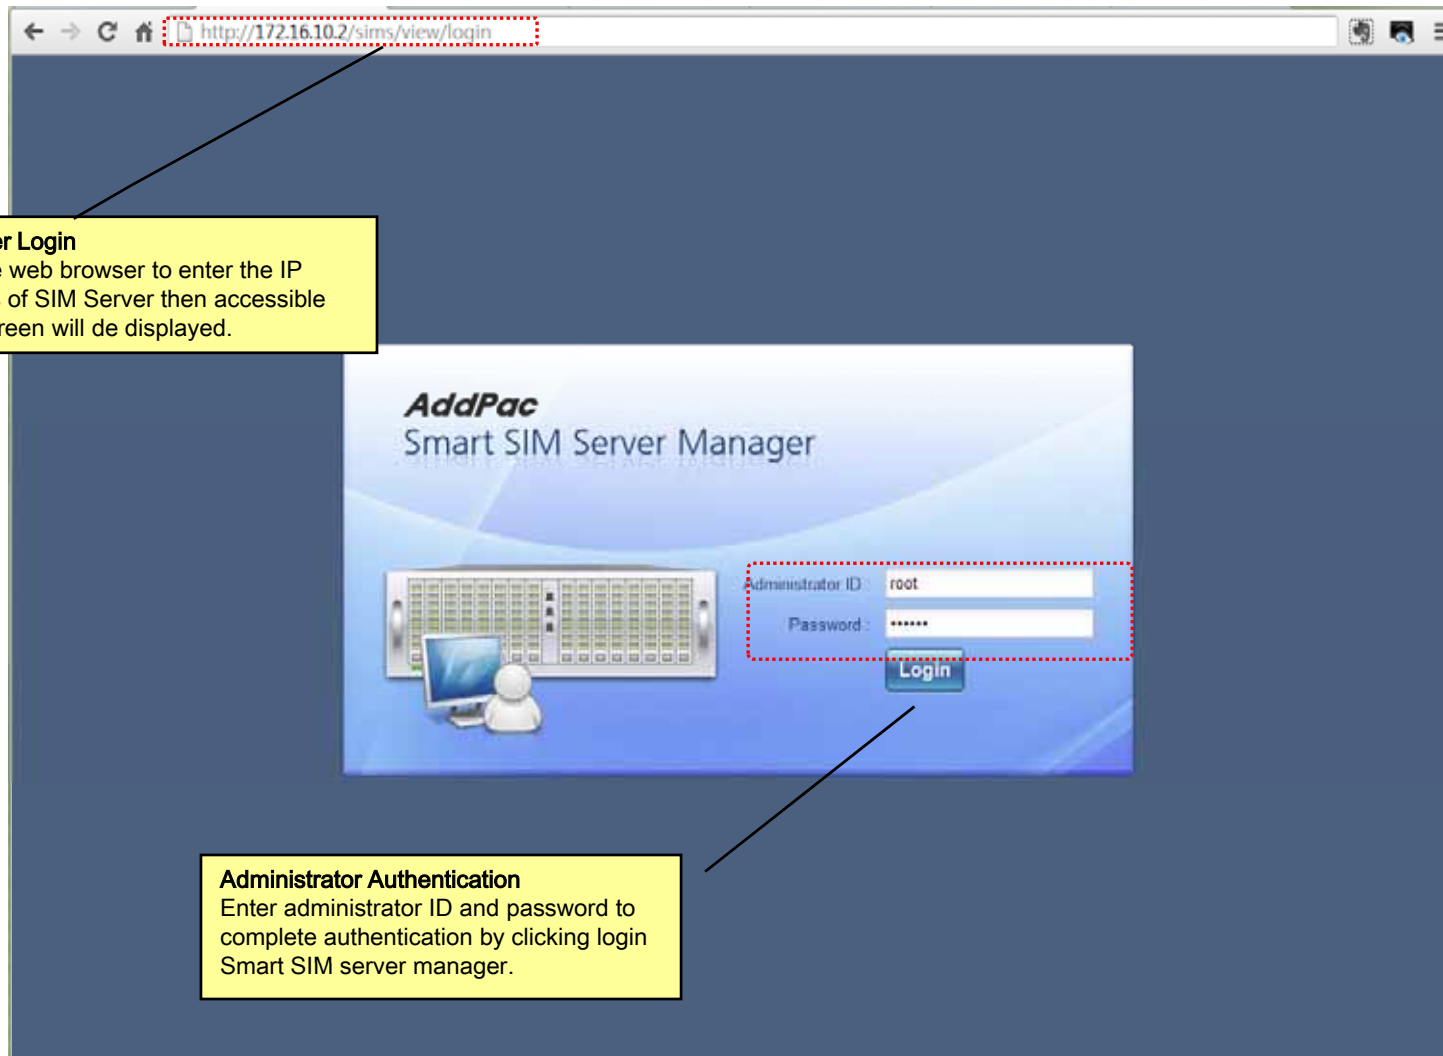 http://172.16.10.2/sims/view/login
er Login
web browser to enter the IP
of SIM Server then accessible
reen will de displayed.
AddPac
Smart SIM Server Manager
Administrator ID :
root
Password :
••••••
Login
Administrator Authentication
Enter administrator ID and password to
complete authentication by clicking login
Smart SIM server manager.